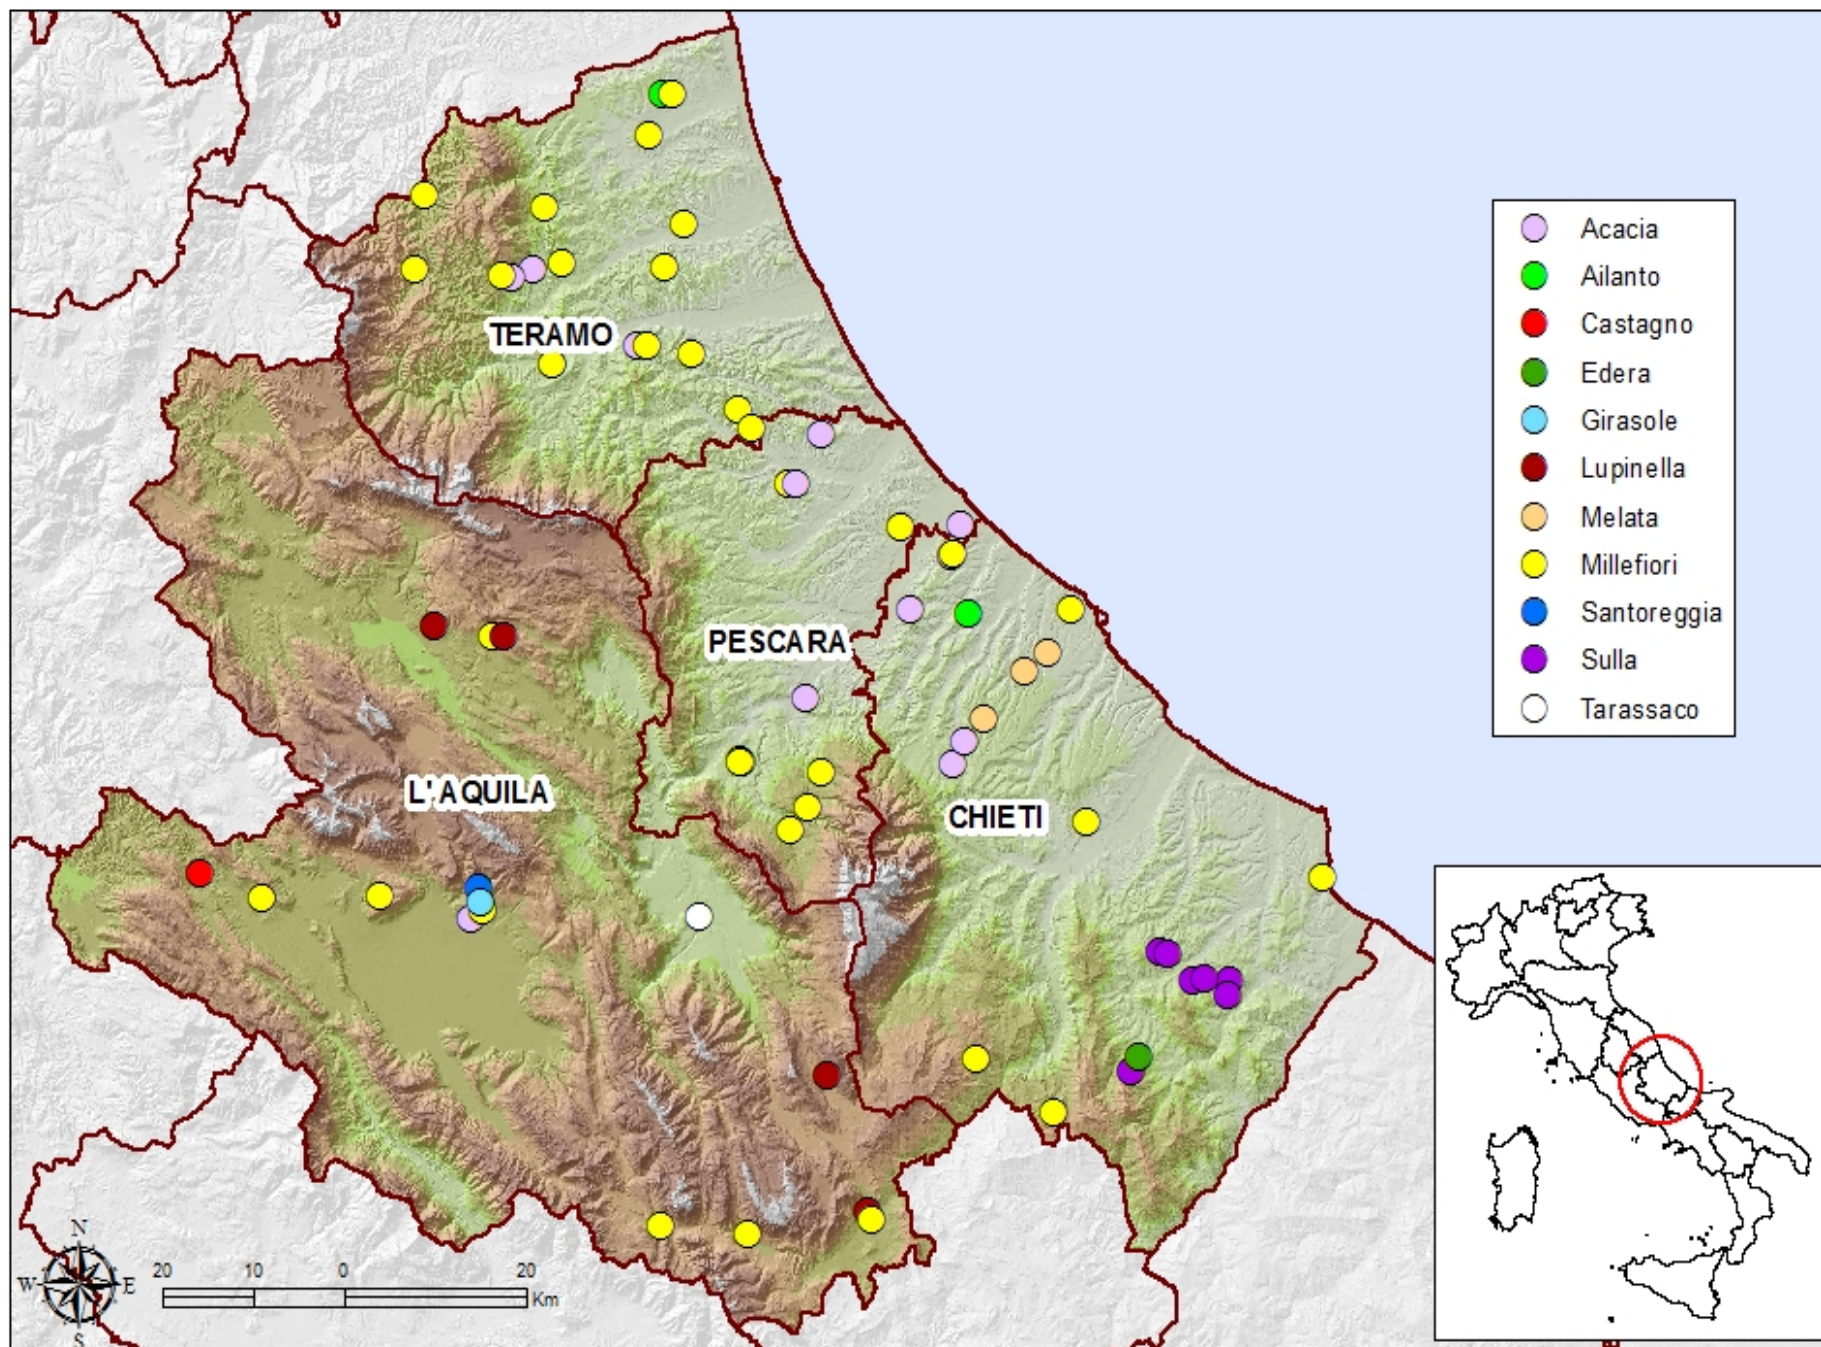 Acacia
Ailanto
Castagno
TERAMO
Edera
Girasole
Lupinella
Melata
Millefiori
Santoreggia
PESCARA
Sulla
Tarassaco
L'AQUILA
CHIETI
N
W E
S
20 10 0 20
Km